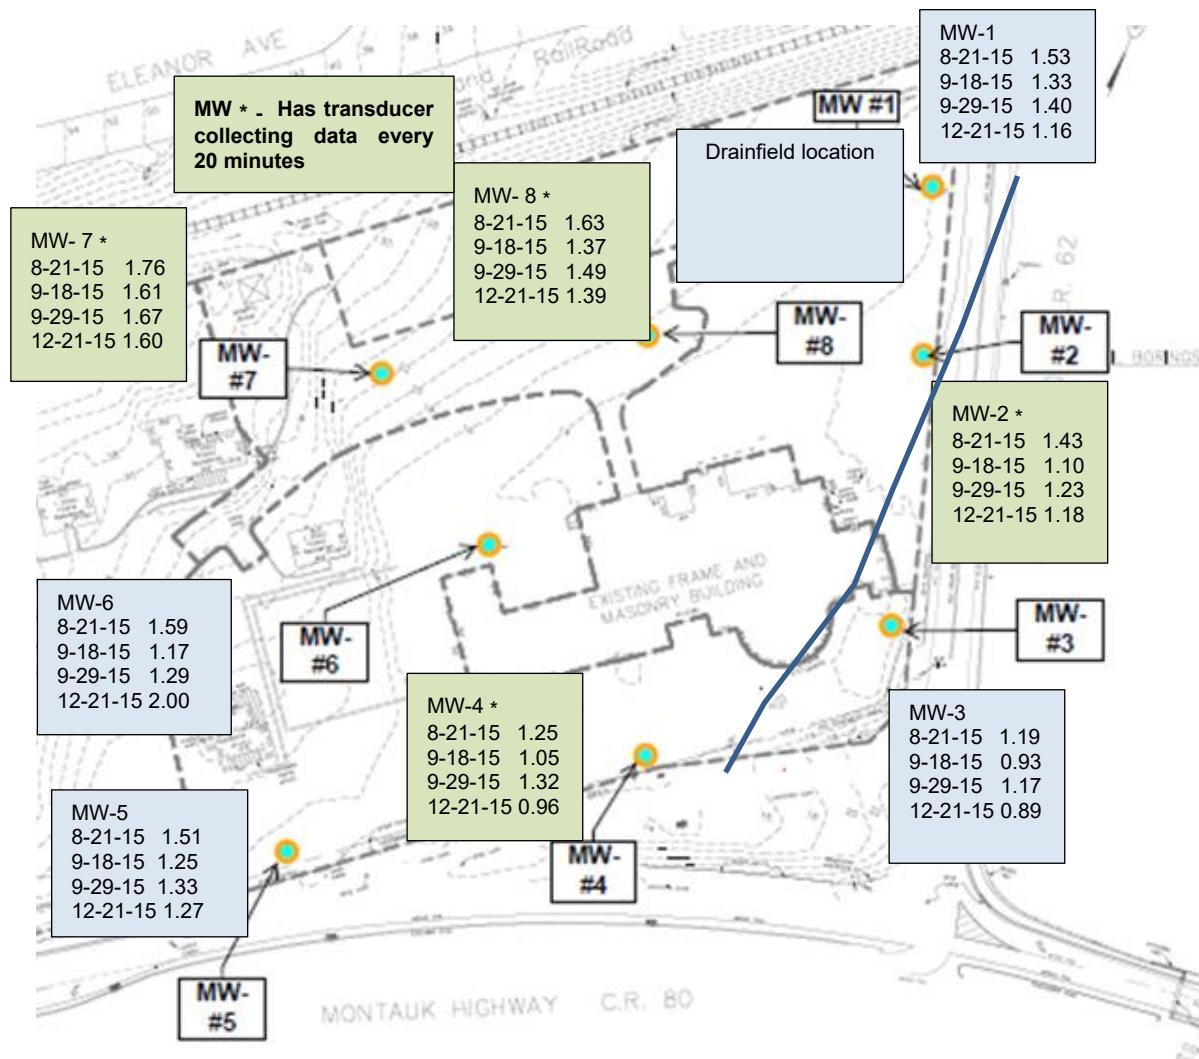 ELEANOR AVE
RailRoad
MW-1
8-21-15 1.53
9-18-15 1.33
9-29-15 1.40
12-21-15 1.16
MW * - Has transducer
collecting data every
20 minutes
MW #1
Drainfield location
MW- 8 *
8-21-15 1.63
9-18-15 1.37
9-29-15 1.49
12-21-15 1.39
MW- 7 *
8-21-15 1.76
9-18-15 1.61
9-29-15 1.67
12-21-15 1.60
MW-
#7
MW-
#8
MW-
#2
R. 62
BORINGS
MW-2 *
8-21-15 1.43
9-18-15 1.10
9-29-15 1.23
12-21-15 1.18
EXISTING FRAME AND
MASONRY BUILDING
MW-6
8-21-15 1.59
9-18-15 1.17
9-29-15 1.29
12-21-15 2.00
MW-
#6
MW-
#3
MW-4 *
8-21-15 1.25
9-18-15 1.05
9-29-15 1.32
12-21-15 0.96
MW-3
8-21-15 1.19
9-18-15 0.93
9-29-15 1.17
12-21-15 0.89
MW-5
8-21-15 1.51
9-18-15 1.25
9-29-15 1.33
12-21-15 1.27
MW-
#4
MW-
#5
MONTAUK HIGHWAY C.R. 80